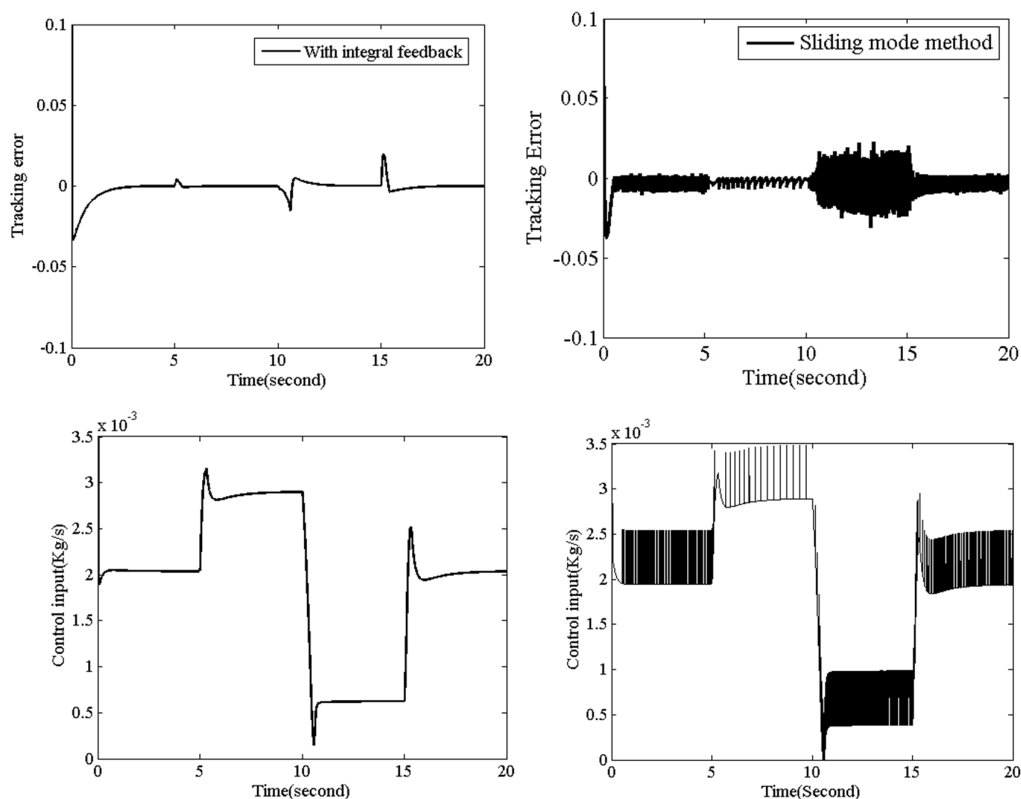 0.1
0.05
0
-0.05
-0.1
Tracking error
With integral feedback
0 5 10 15 20
Time(second)
0.1
0.05
0
-0.05
-0.1
Tracking Error
Sliding mode method
0 5 10 15 20
Time(second)
x 10-3
3.5
3
2.5
2
1.5
1
0.5
0
Control input(Kg/s)
0 5 10 15 20
Time(second)
x 10-3
3.5
3
2.5
2
1.5
1
0.5
0
Control input(Kg/s)
0 5 10 15 20
Time(Second)